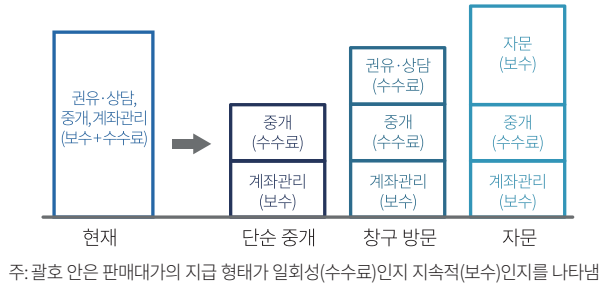 권유·상담,
중개, 계좌관리
(보수 + 수수료)
중개
(수수료)
계좌관리
(보수)
권유·상담
(수수료)
중개
(수수료)
계좌관리
(보수)
자문
(보수)
중개
(수수료)
계좌관리
(보수)
현재
단순 중개
창구 방문
자문
주: 괄호 안은 판매대가의 지급 형태가 일회성(수수료)인지 지속적(보수)인지를 나타냄